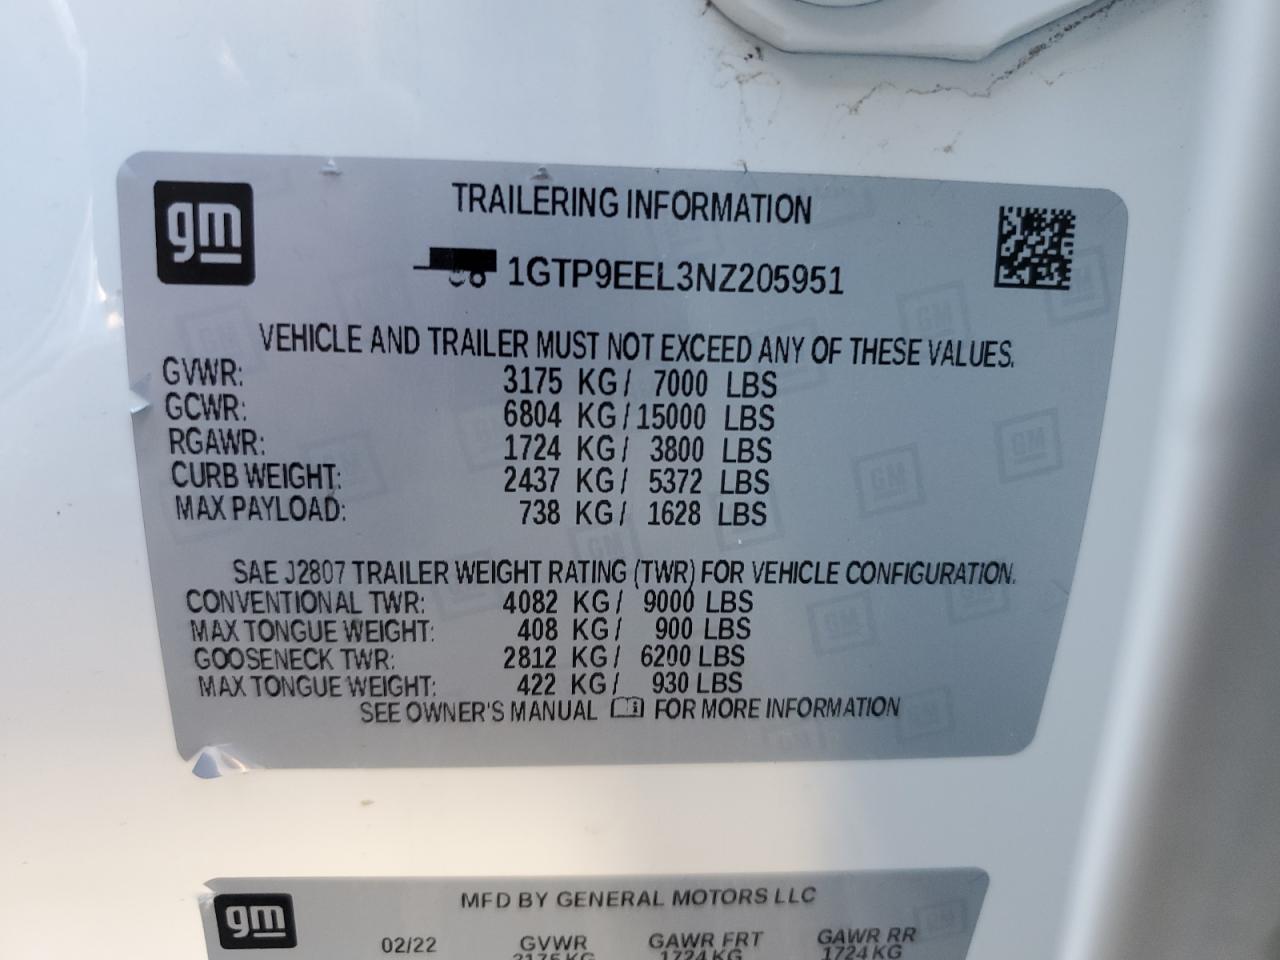 gm
TRAILERING INFORMATION
1GTP9EEL3NZ205951
VEHICLE AND TRAILER MUST NOT EXCEED ANY OF THESE VALUES.
GVWR: 3175 KG/ 7000 LBS
GCWR: 6804 KG/15000 LBS
RGAWR: 1724 KG/ 3800 LBS
CURB WEIGHT: 2437 KG/ 5372 LBS
MAX PAYLOAD: 738 KG/ 1628 LBS
SAE J2807 TRAILER WEIGHT RATING (TWR) FOR VEHICLE CONFIGURATION.
CONVENTIONAL TWR: 4082 KG/ 9000 LBS
MAX TONGUE WEIGHT: 408 KG/ 900 LBS
GOOSENECK TWR: 2812 KG/ 6200 LBS
MAX TONGUE WEIGHT: 422 KG/ 930 LBS
SEE OWNER'S MANUAL FOR MORE INFORMATION
gm
MFD BY GENERAL MOTORS LLC
02/22 GVWR GAWR FRT GAWR RR
3175 KG 1724 KG 1724 KG